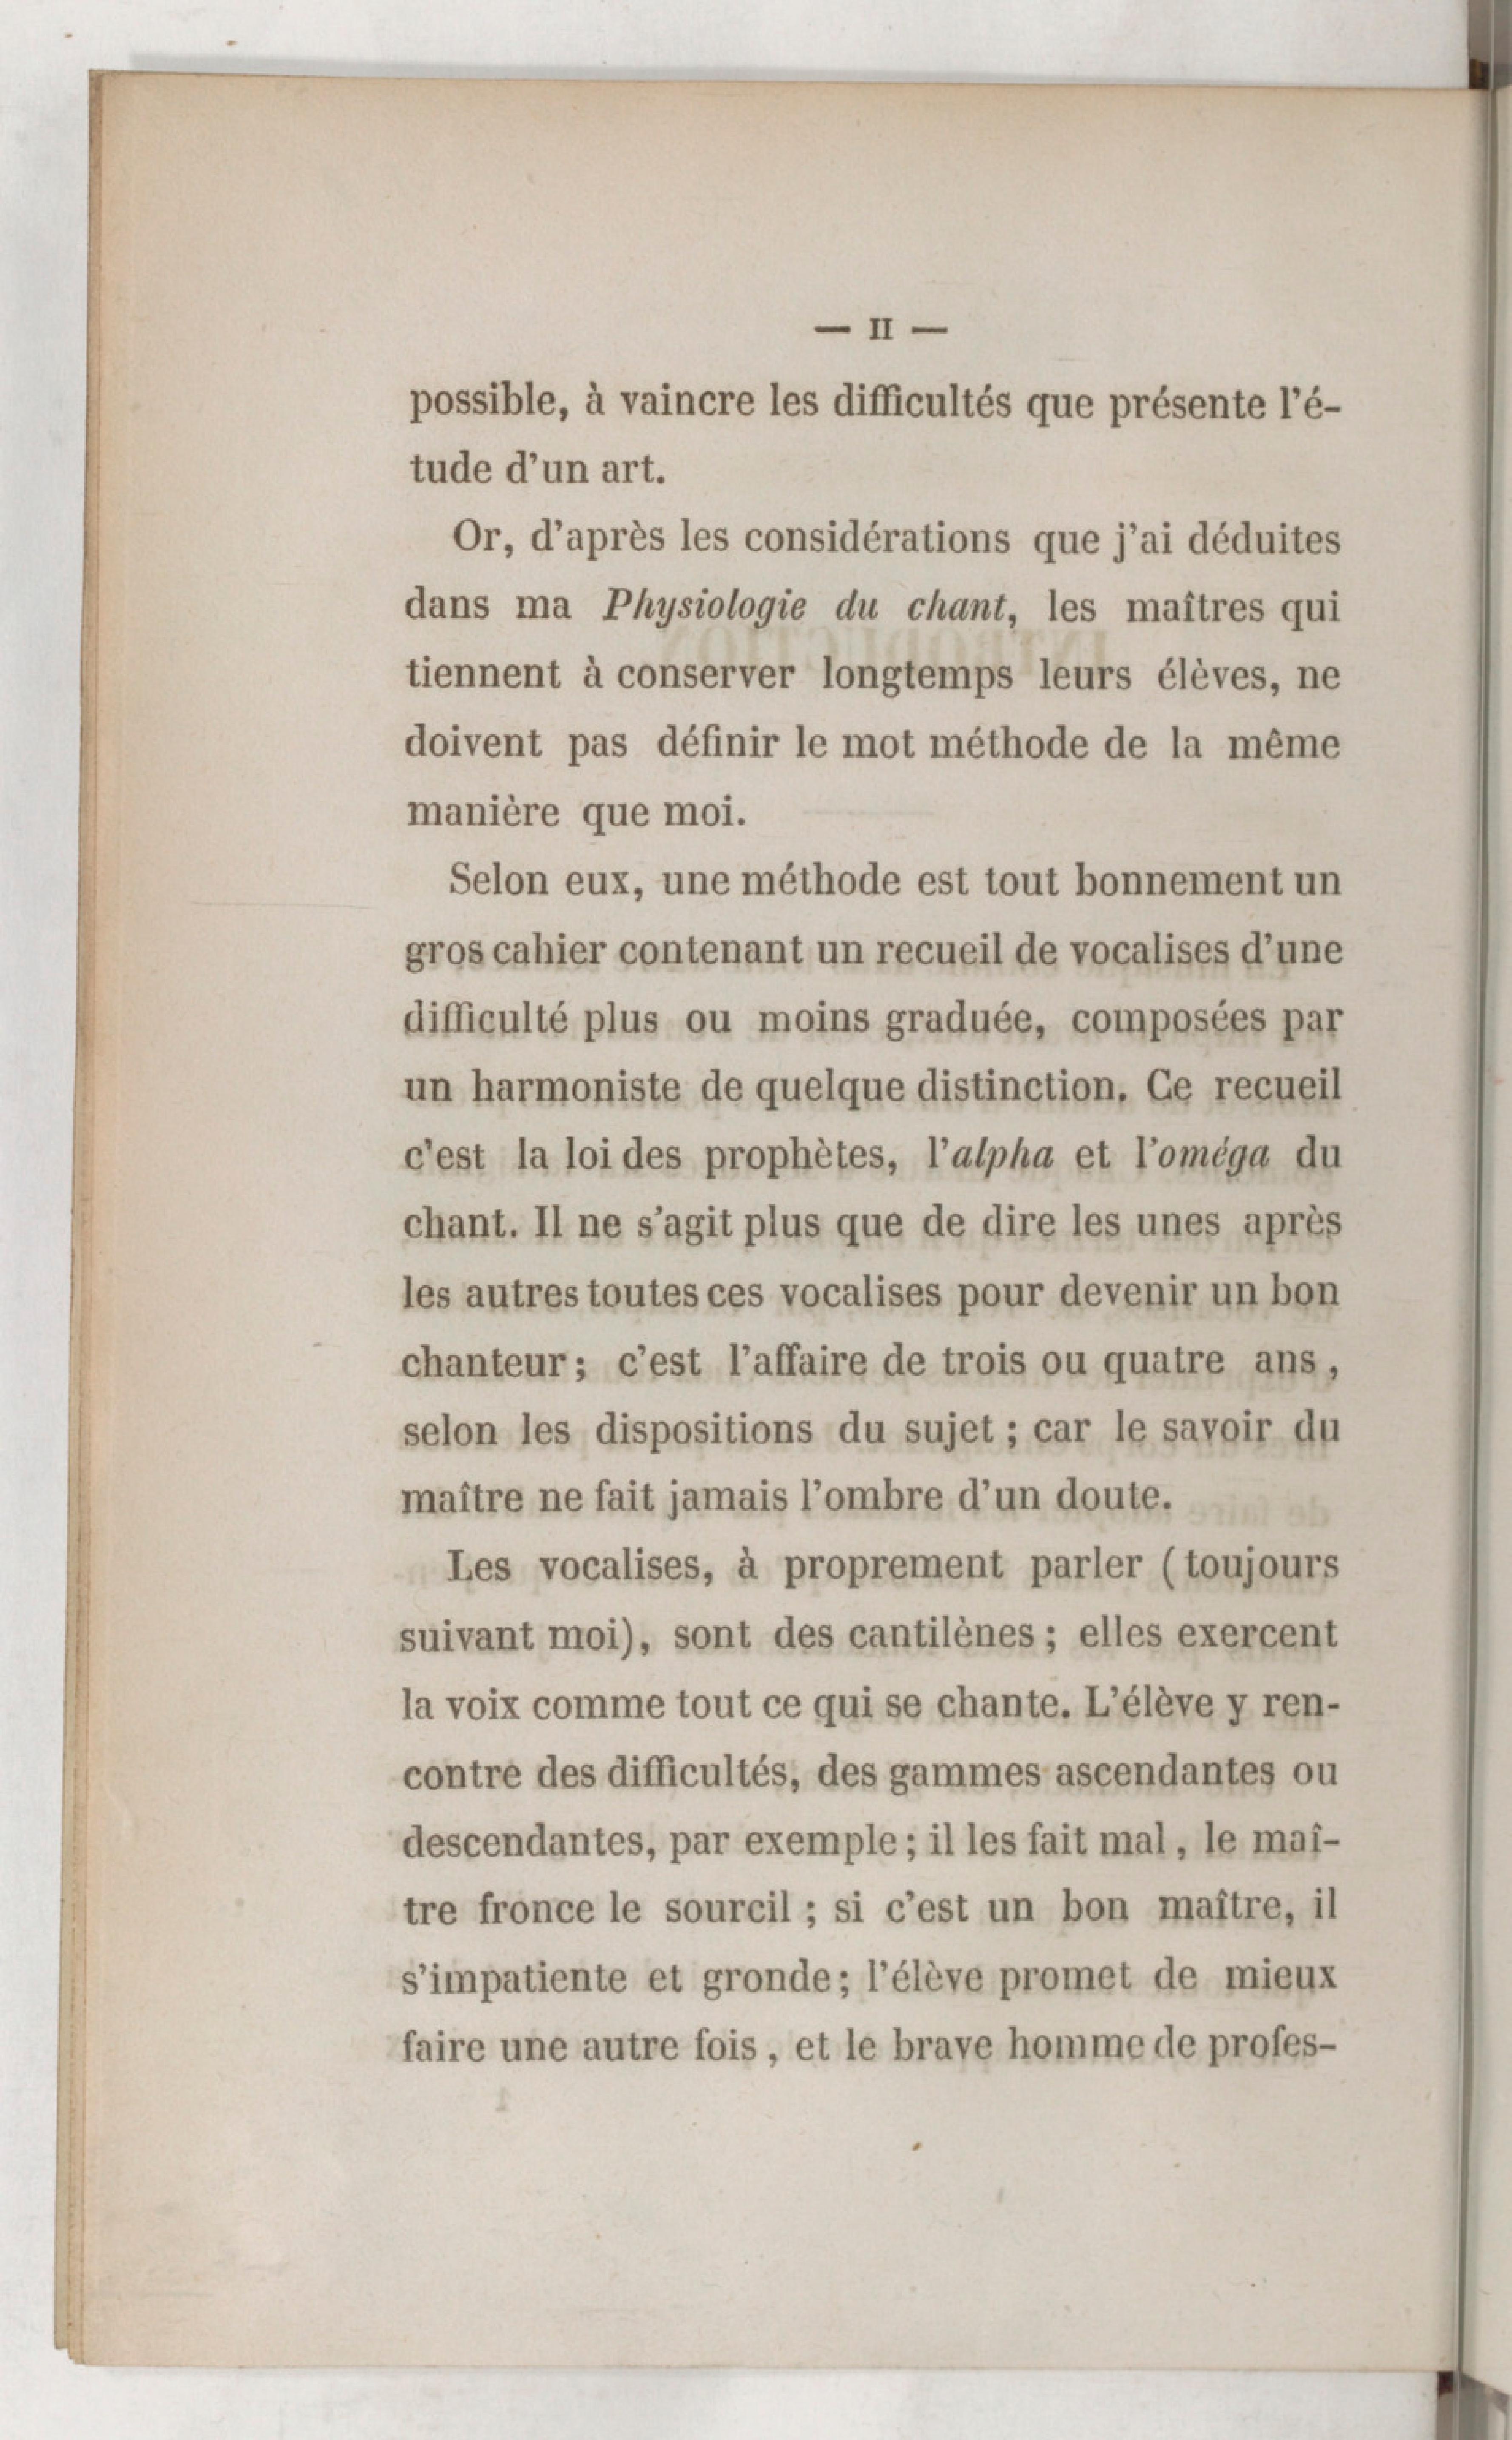 — II —
possible, à vaincre les difficultés que présente l'é-
tude d'un art.
Or, d'après les considérations que j'ai déduites
dans ma Physiologie du chant, les maîtres qui
tiennent à conserver longtemps leurs élèves, ne
doivent pas définir le mot méthode de la même
manière que moi.
Selon eux, une méthode est tout bonnement un
gros cahier contenant un recueil de vocalises d'une
difficulté plus ou moins graduée, composées par
un harmoniste de quelque distinction. Ce recueil
c'est la loi des prophètes, l'alpha et l'oméga du
chant. Il ne s'agit plus que de dire les unes après
les autres toutes ces vocalises pour devenir un bon
chanteur; c'est l'affaire de trois ou quatre ans,
selon les dispositions du sujet; car le savoir du
maître ne fait jamais l'ombre d'un doute.
Les vocalises, à proprement parler (toujours
suivant moi), sont des cantilènes; elles exercent
la voix comme tout ce qui se chante. L'élève y ren-
contre des difficultés, des gammes ascendantes ou
descendantes, par exemple; il les fait mal, le maî-
tre fronce le sourcil; si c'est un bon maître, il
s'impatiente et gronde; l'élève promet de mieux
faire une autre fois, et le brave homme de profes-